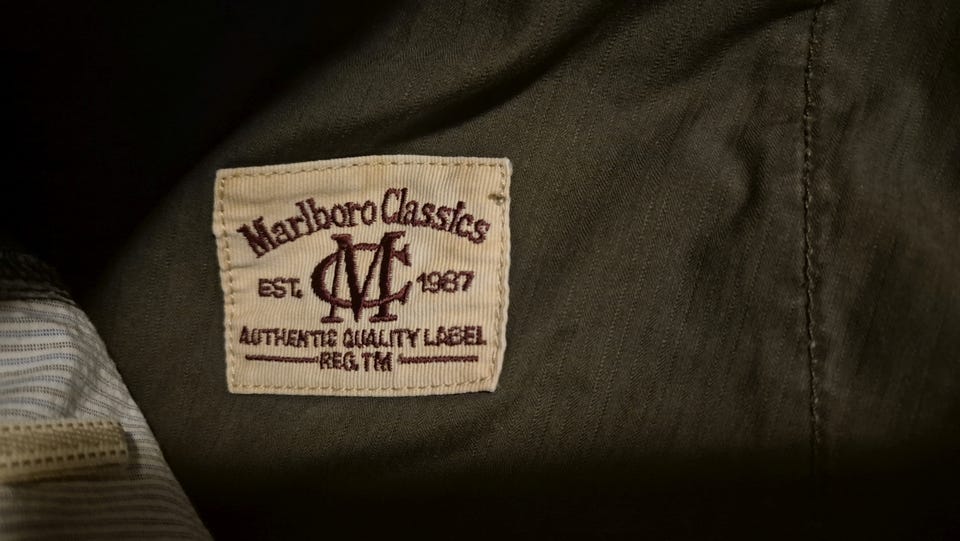 Marlboro Classics
MC
EST. 1987
AUTHENTIC QUALITY LABEL
REG. TM